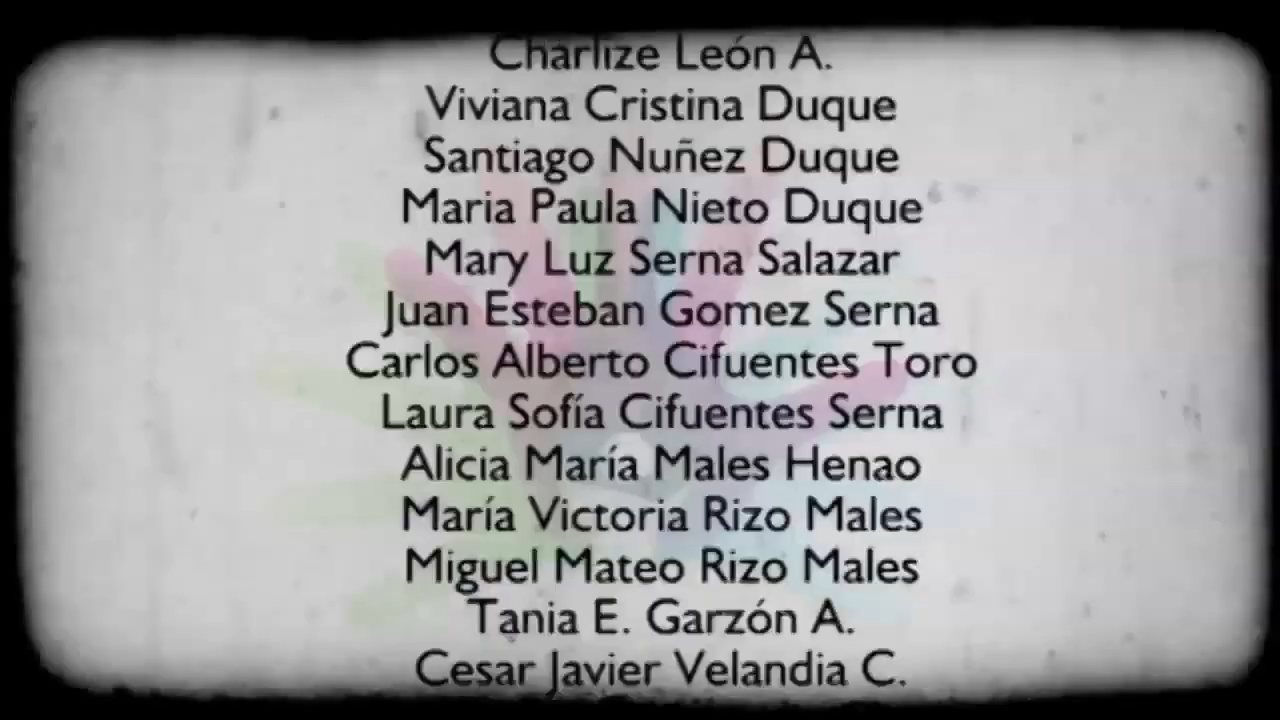 Charlize León A.
Viviana Cristina Duque
Santiago Nuñez Duque
Maria Paula Nieto Duque
Mary Luz Serna Salazar
Juan Esteban Gomez Serna
Carlos Alberto Cifuentes Toro
Laura Sofía Cifuentes Serna
Alicia María Males Henao
María Victoria Rizo Males
Miguel Mateo Rizo Males
Tania E. Garzón A.
Cesar Javier Velandia C.